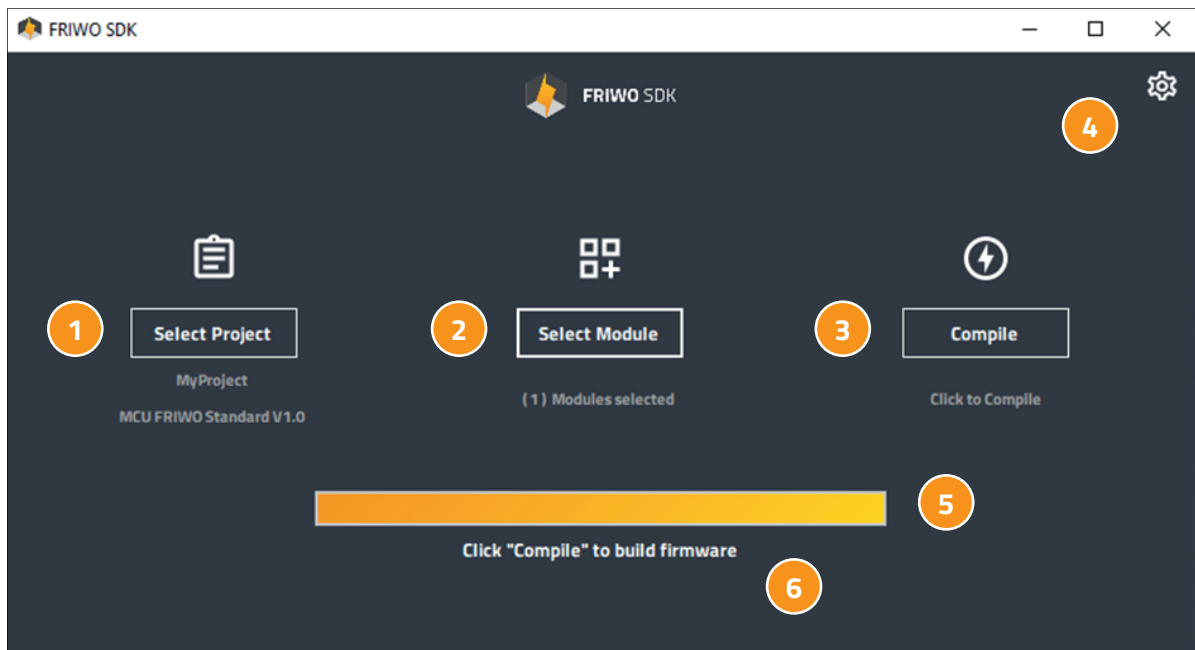 FRIWO SDK
FRIWO SDK
4
1
Select Project
2
Select Module
3
Compile
MyProject
MCU FRIWO Standard V1.0
(1) Modules selected
Click to Compile
5
Click "Compile" to build firmware
6